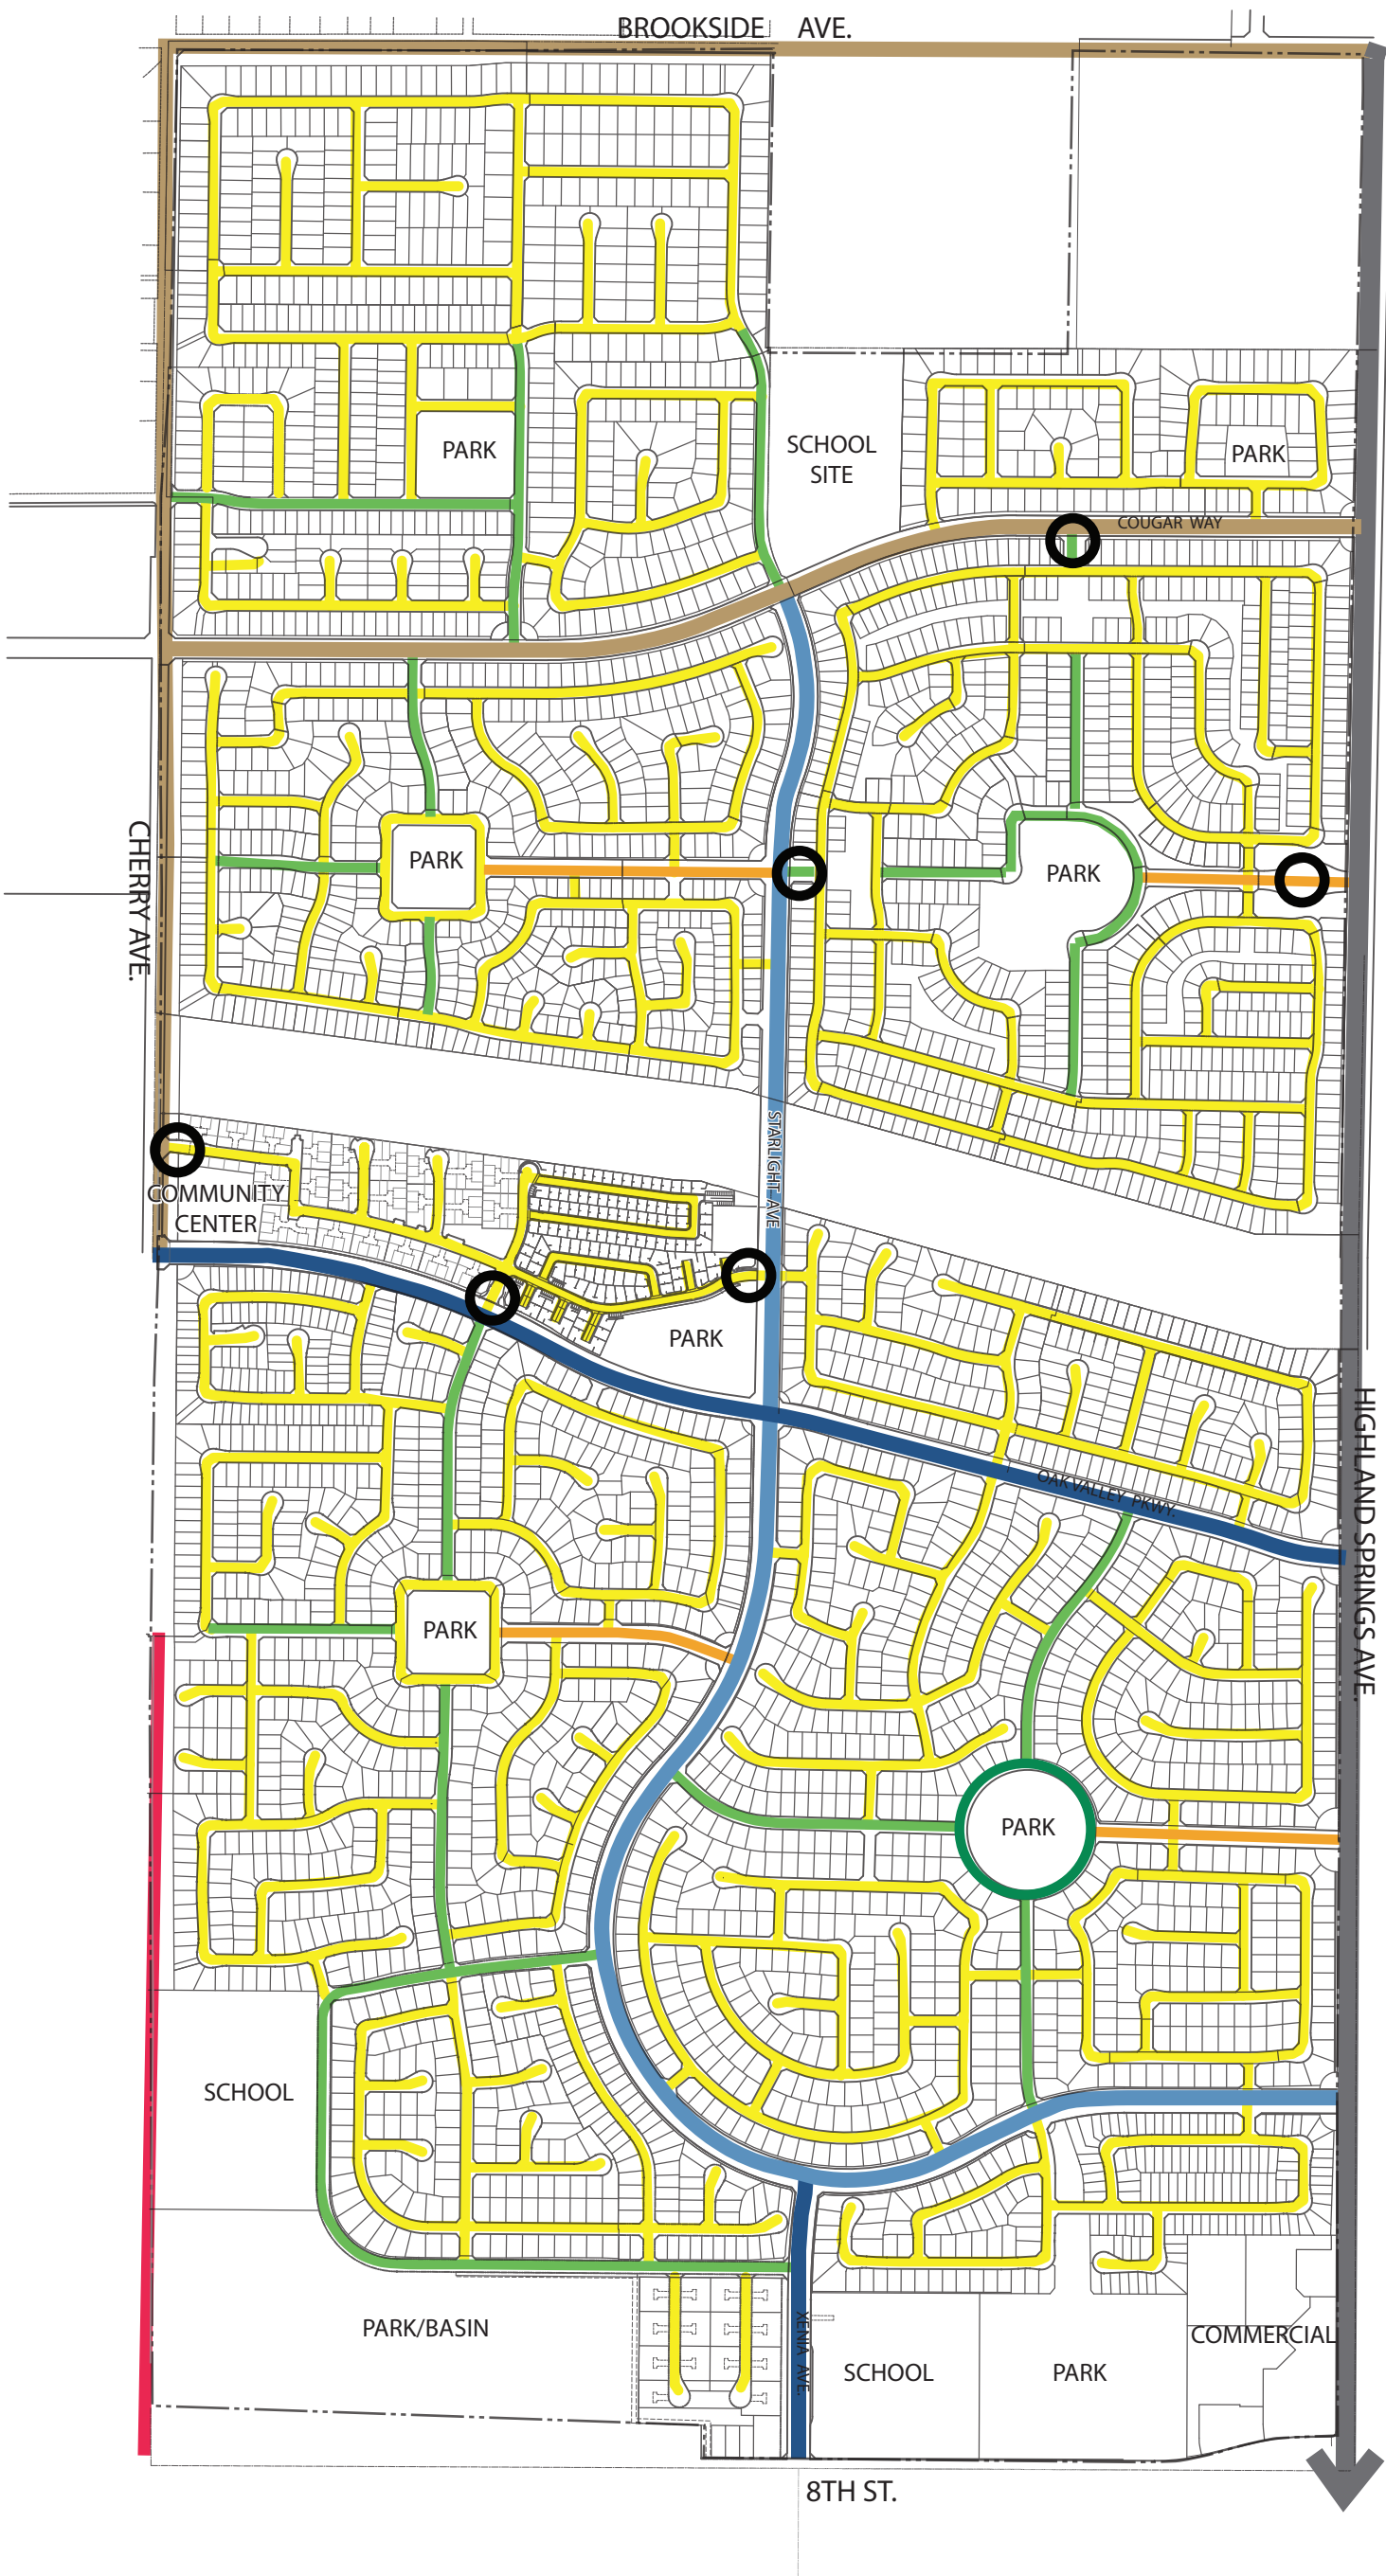 BROOKSIDE AVE.
PARK
SCHOOL
SITE
PARK
COUGAR WAY
CHERRY AVE.
PARK
PARK
STARLIGHT AVE
COMMUNITY
CENTER
PARK
HIGHLAND SPRINGS AVE.
OAK VALLEY PKWY.
PARK
PARK
SCHOOL
PARK/BASIN
XENIA AVE.
SCHOOL
PARK
COMMERCIAL
8TH ST.